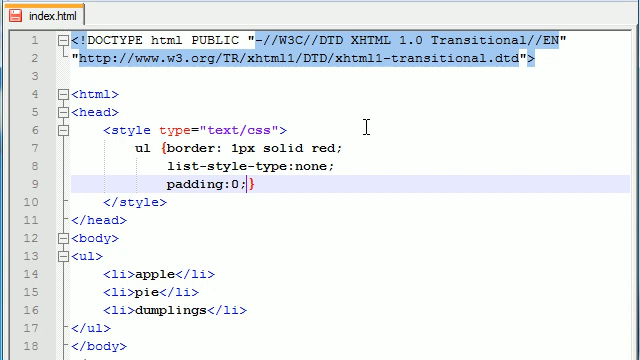 index.html
1 <!DOCTYPE html PUBLIC "-//W3C//DTD XHTML 1.0 Transitional//EN"
2 "http://www.w3.org/TR/xhtml1/DTD/xhtml1-transitional.dtd">
3
4 <html>
5 <head>
6 <style type="text/css">
7 ul {border: 1px solid red;
8 list-style-type:none;
9 padding:0;}
10 </style>
11 </head>
12 <body>
13 <ul>
14 <li>apple</li>
15 <li>pie</li>
16 <li>dumplings</li>
17 </ul>
18 </body>